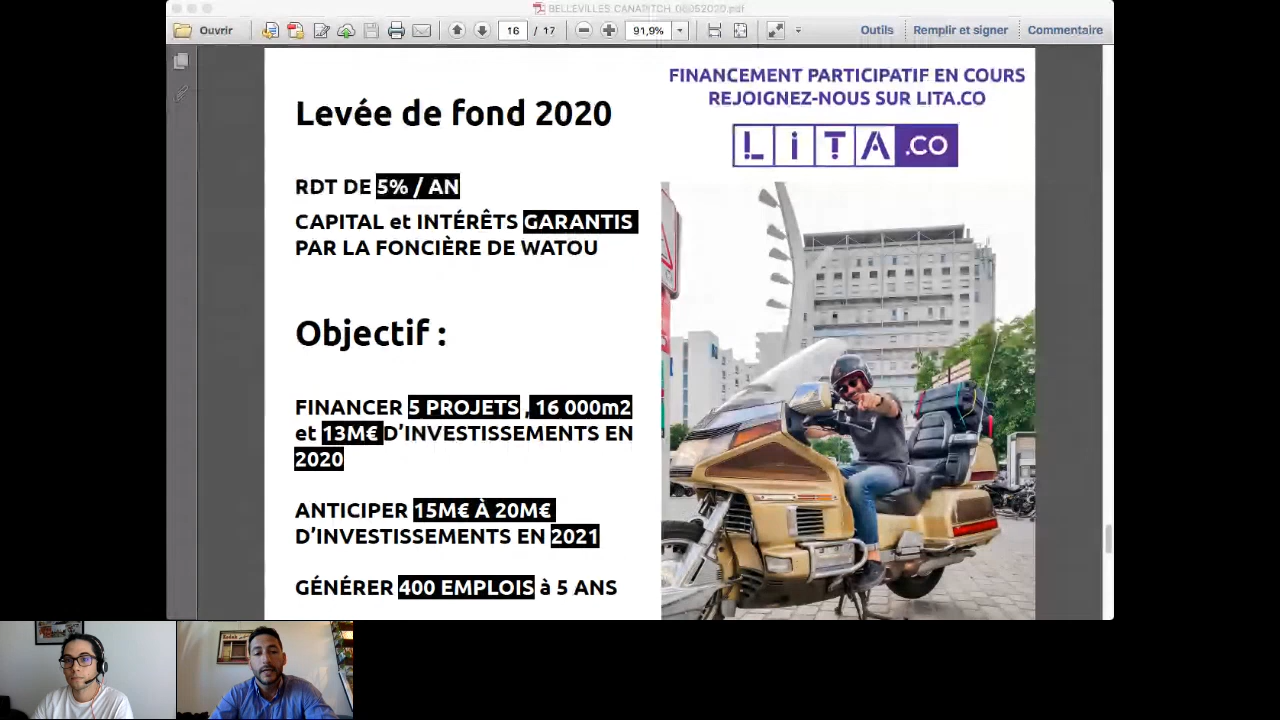 BELLEVILLES_CANAPITCH_08052020.pdf
Ouvrir
16 / 17
91,9%
Outils
Remplir et signer
Commentaire
FINANCEMENT PARTICIPATIF EN COURS
REJOIGNEZ-NOUS SUR LITA.CO
LiTA.CO
Levée de fond 2020
RDT DE 5% / AN
CAPITAL et INTÉRÊTS GARANTIS
PAR LA FONCIÈRE DE WATOU
Objectif :
FINANCER 5 PROJETS , 16 000m2
et 13M€ D'INVESTISSEMENTS EN
2020
ANTICIPER 15M€ À 20M€
D'INVESTISSEMENTS EN 2021
GÉNÉRER 400 EMPLOIS à 5 ANS